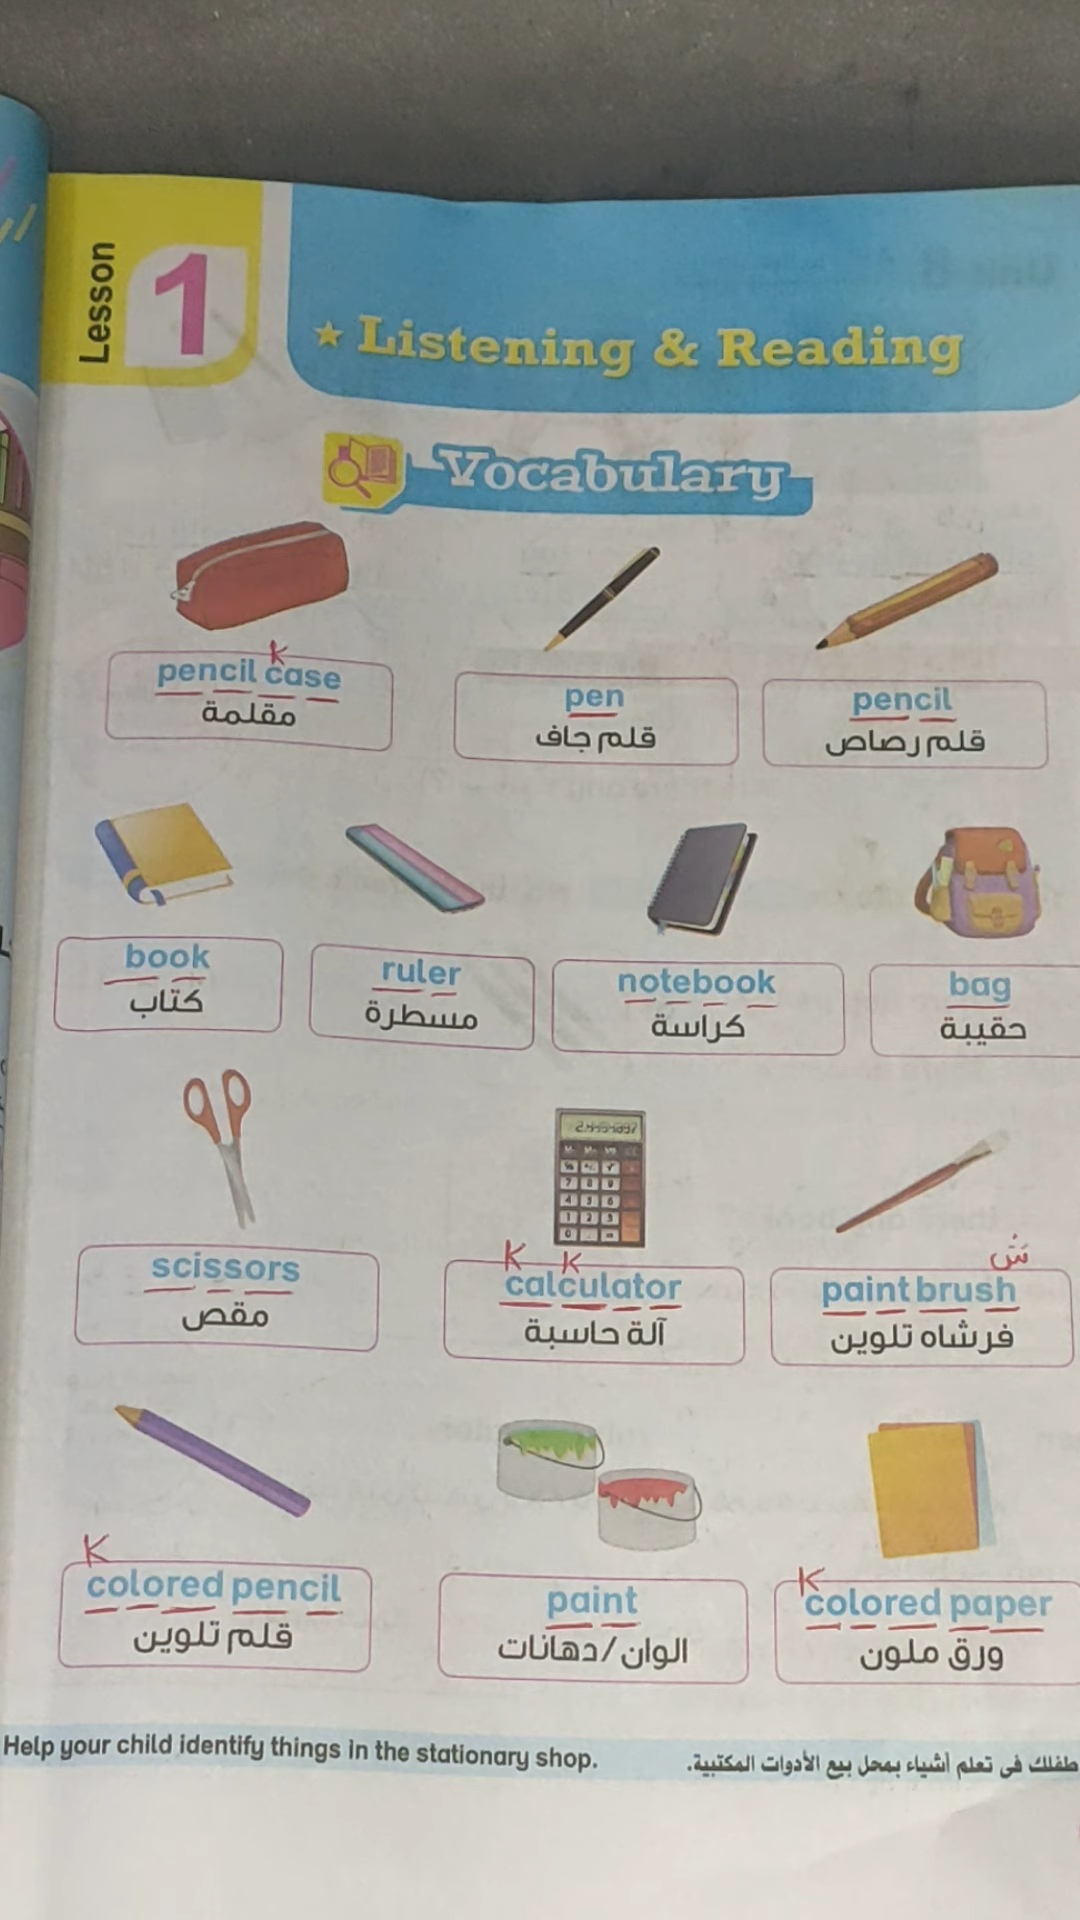 Lesson
1
★ Listening & Reading
Vocabulary
K
pencil case
مقلمة
pen
قلم جاف
pencil
قلم رصاص
book
كتاب
ruler
مسطرة
notebook
كراسة
bag
حقيبة
scissors
مقص
K K
calculator
آلة حاسبة
ش
paint brush
فرشاه تلوين
K
colored pencil
قلم تلوين
paint
الوان/دهانات
K
colored paper
ورق ملون
Help your child identify things in the stationary shop.
طفلك فى تعلم أشياء بمحل بيع الأدوات المكتبية.